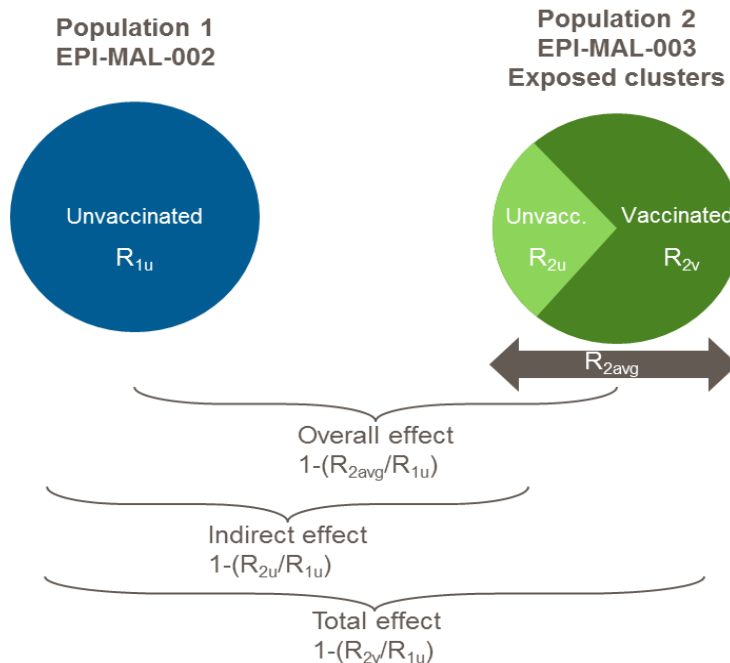 Population 1
EPI-MAL-002
Population 2
EPI-MAL-003
Exposed clusters
Unvaccinated
R1u
Unvacc.
R2u
Vaccinated
R2v
R2avg
Overall effect
1-(R2avg/R1u)
Indirect effect
1-(R2u/R1u)
Total effect
1-(R2v/R1u)